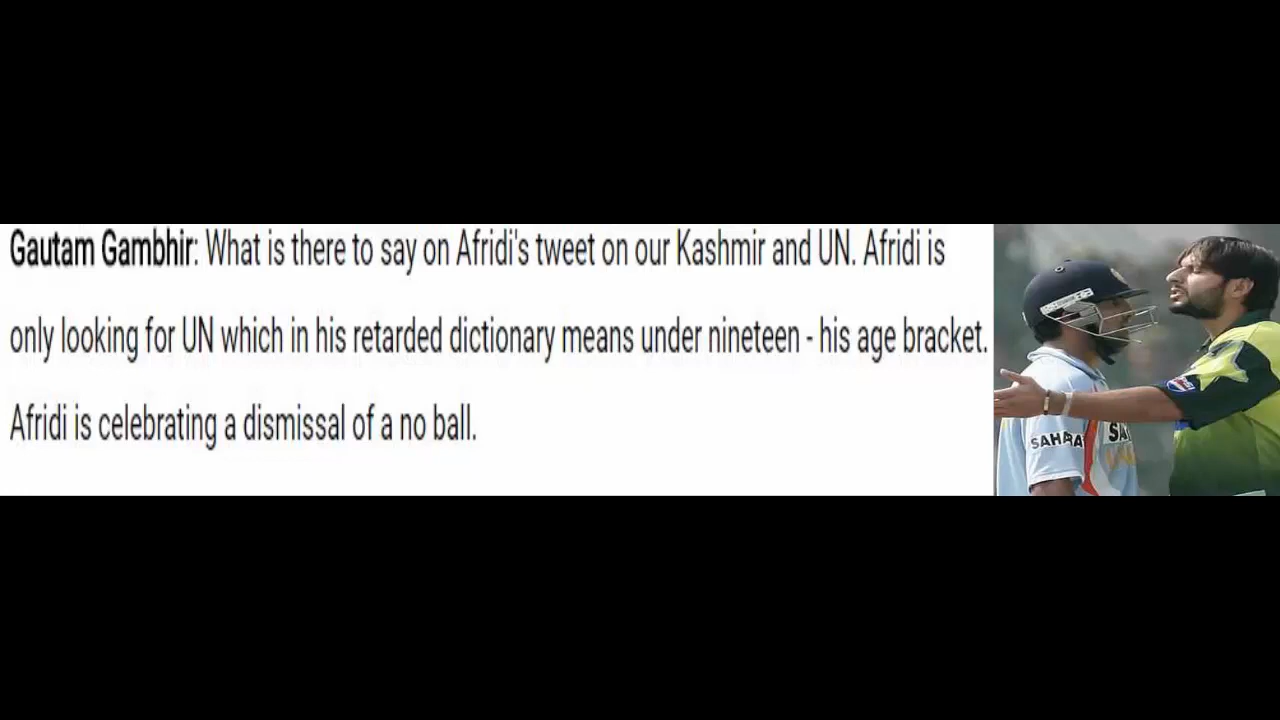 Gautam Gambhir: What is there to say on Afridi's tweet on our Kashmir and UN. Afridi is
only looking for UN which in his retarded dictionary means under nineteen - his age bracket.
Afridi is celebrating a dismissal of a no ball.
SAHARA
SA